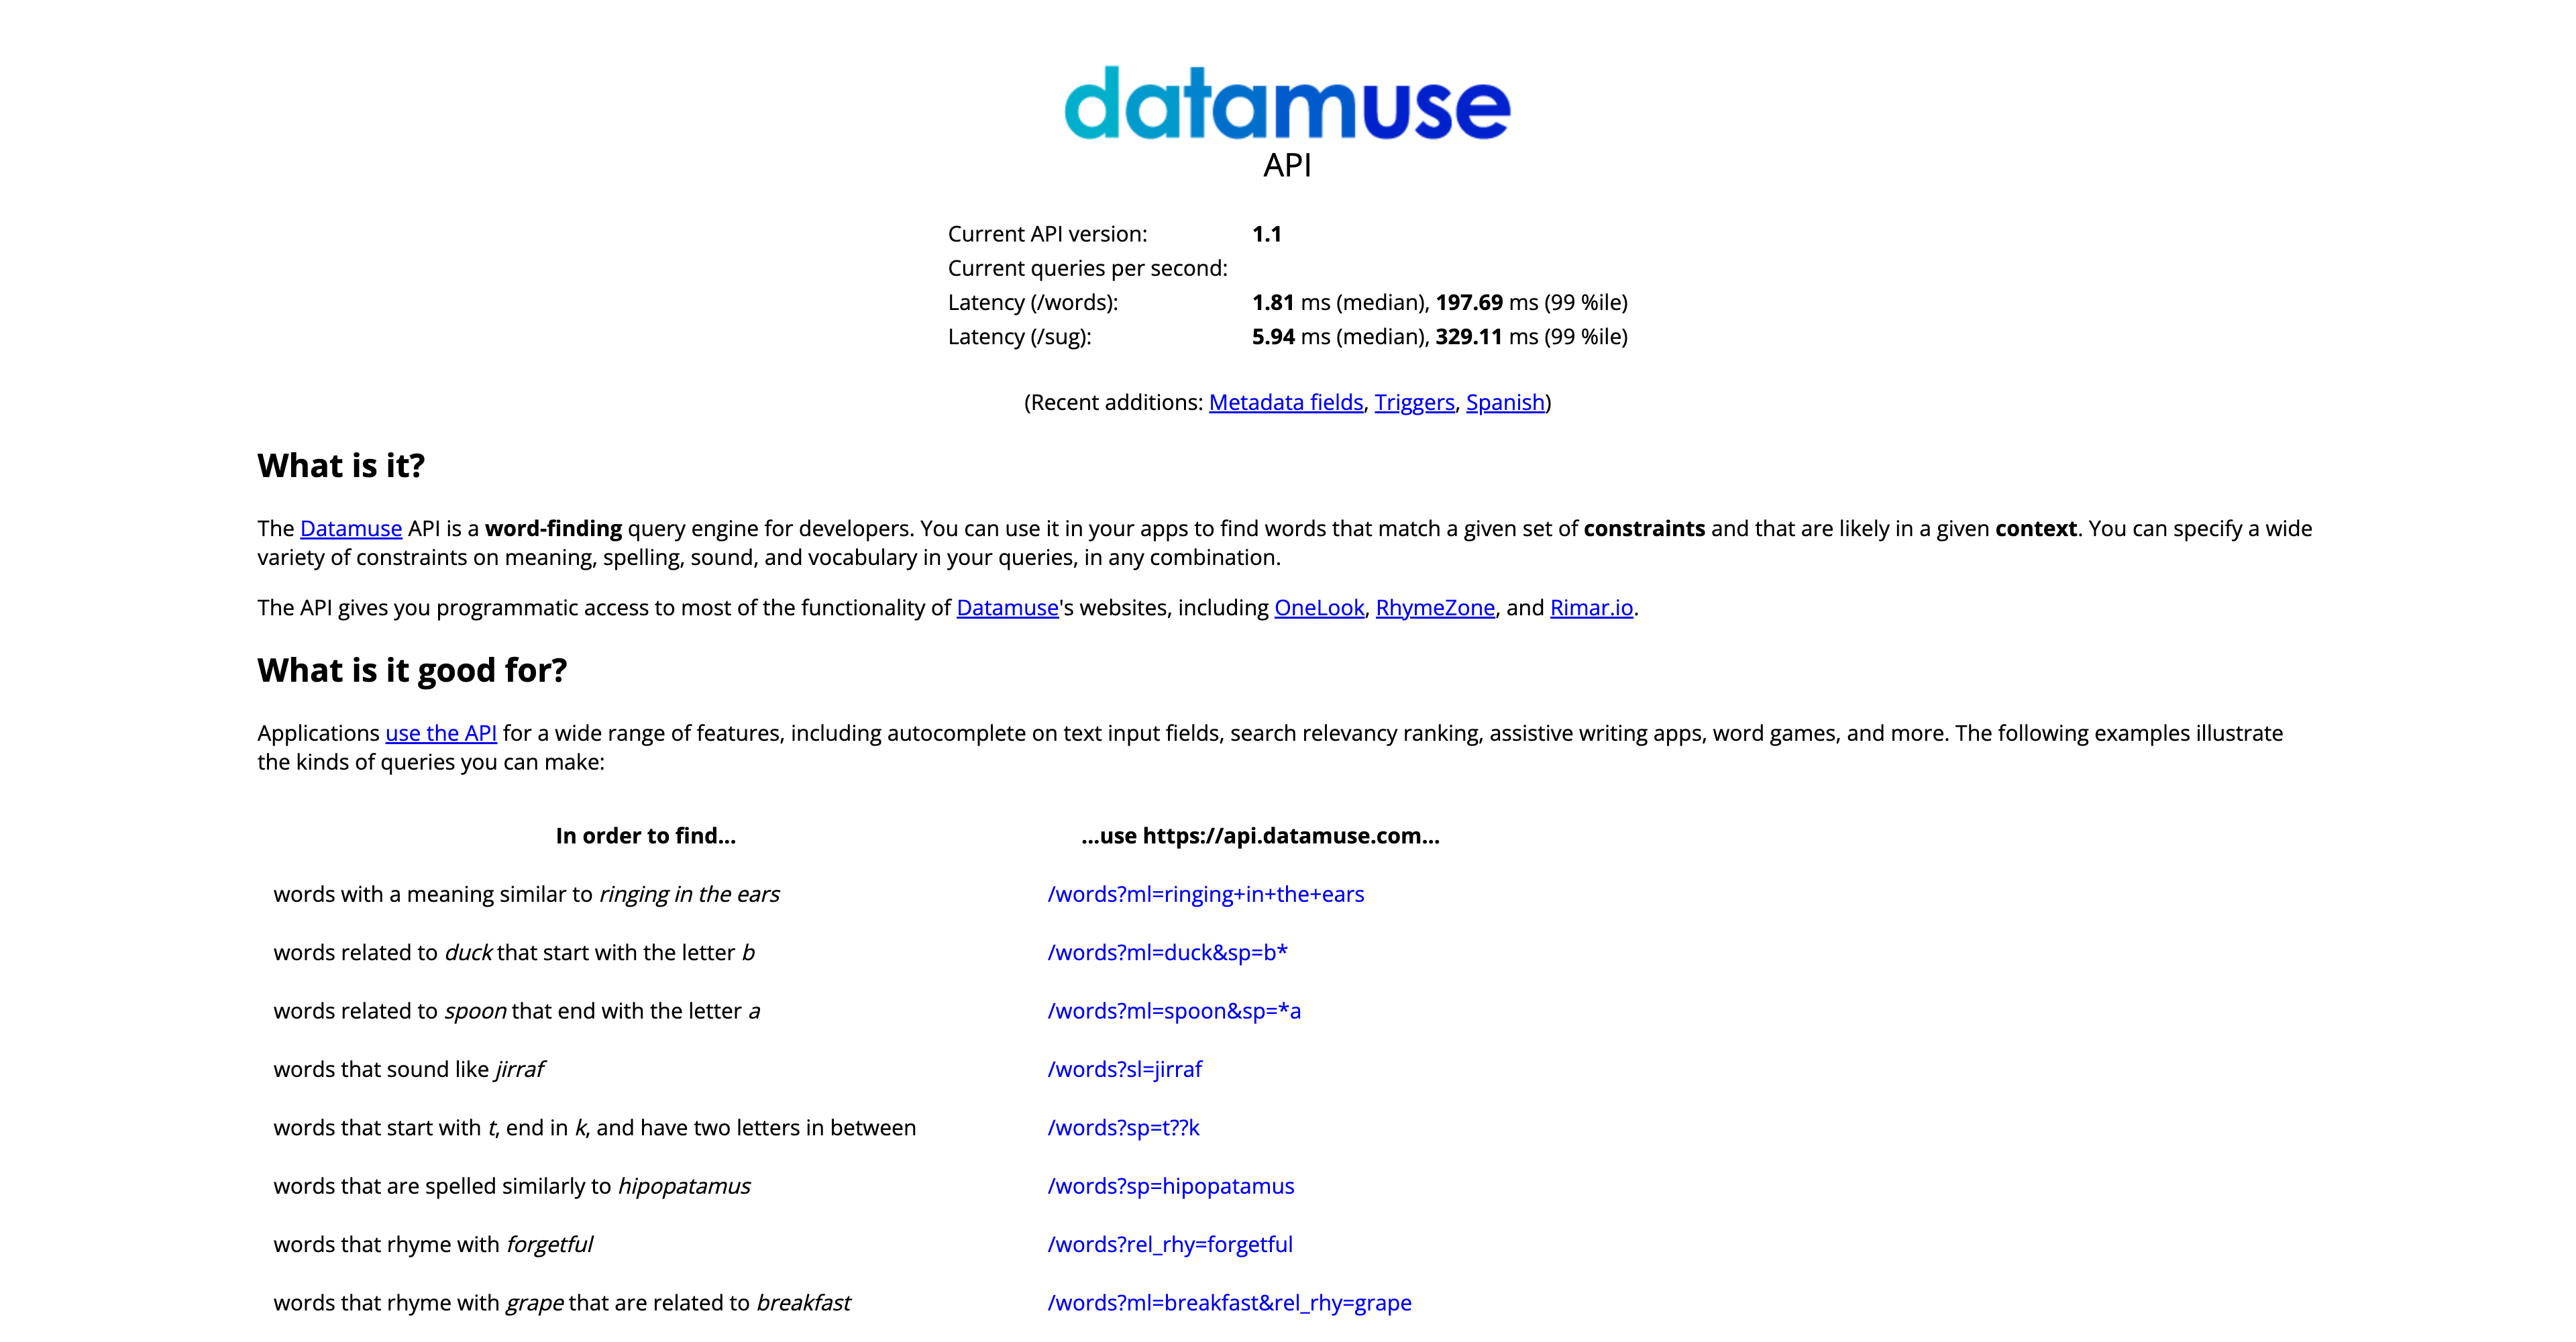 datamuse
API
Current API version: 1.1
Current queries per second:
Latency (/words): 1.81 ms (median), 197.69 ms (99 %ile)
Latency (/sug): 5.94 ms (median), 329.11 ms (99 %ile)
(Recent additions: Metadata fields, Triggers, Spanish)
What is it?
The Datamuse API is a word-finding query engine for developers. You can use it in your apps to find words that match a given set of constraints and that are likely in a given context. You can specify a wide
variety of constraints on meaning, spelling, sound, and vocabulary in your queries, in any combination.
The API gives you programmatic access to most of the functionality of Datamuse's websites, including OneLook, RhymeZone, and Rimar.io.
What is it good for?
Applications use the API for a wide range of features, including autocomplete on text input fields, search relevancy ranking, assistive writing apps, word games, and more. The following examples illustrate
the kinds of queries you can make:
In order to find... ...use https://api.datamuse.com...
words with a meaning similar to ringing in the ears /words?ml=ringing+in+the+ears
words related to duck that start with the letter b /words?ml=duck&sp=b*
words related to spoon that end with the letter a /words?ml=spoon&sp=*a
words that sound like jirraf /words?sl=jirraf
words that start with t, end in k, and have two letters in between /words?sp=t??k
words that are spelled similarly to hipopatamus /words?sp=hipopatamus
words that rhyme with forgetful /words?rel_rhy=forgetful
words that rhyme with grape that are related to breakfast /words?ml=breakfast&rel_rhy=grape